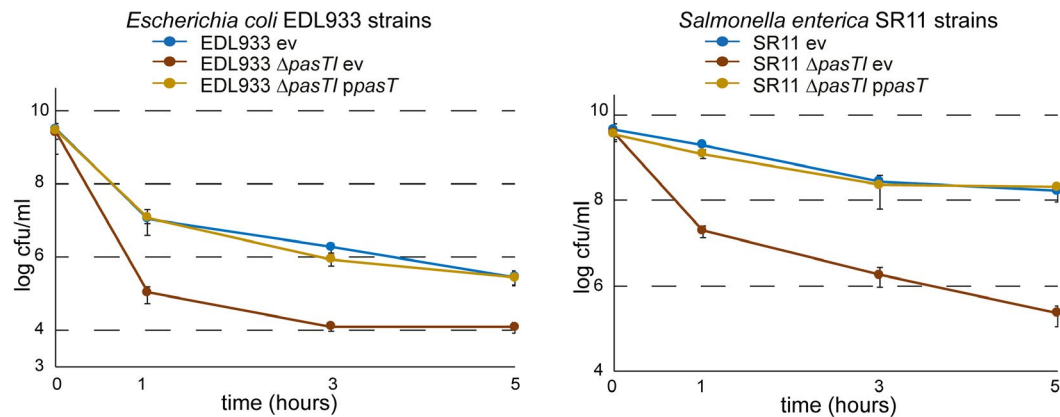 Escherichia coli EDL933 strains
EDL933 ev
EDL933 ΔpasTI ev
EDL933 ΔpasTI ppasT
10
8
6
4
3
log cfu/ml
0
1
3
5
time (hours)
Salmonella enterica SR11 strains
SR11 ev
SR11 ΔpasTI ev
SR11 ΔpasTI ppasT
10
8
6
4
log cfu/ml
0
1
3
5
time (hours)